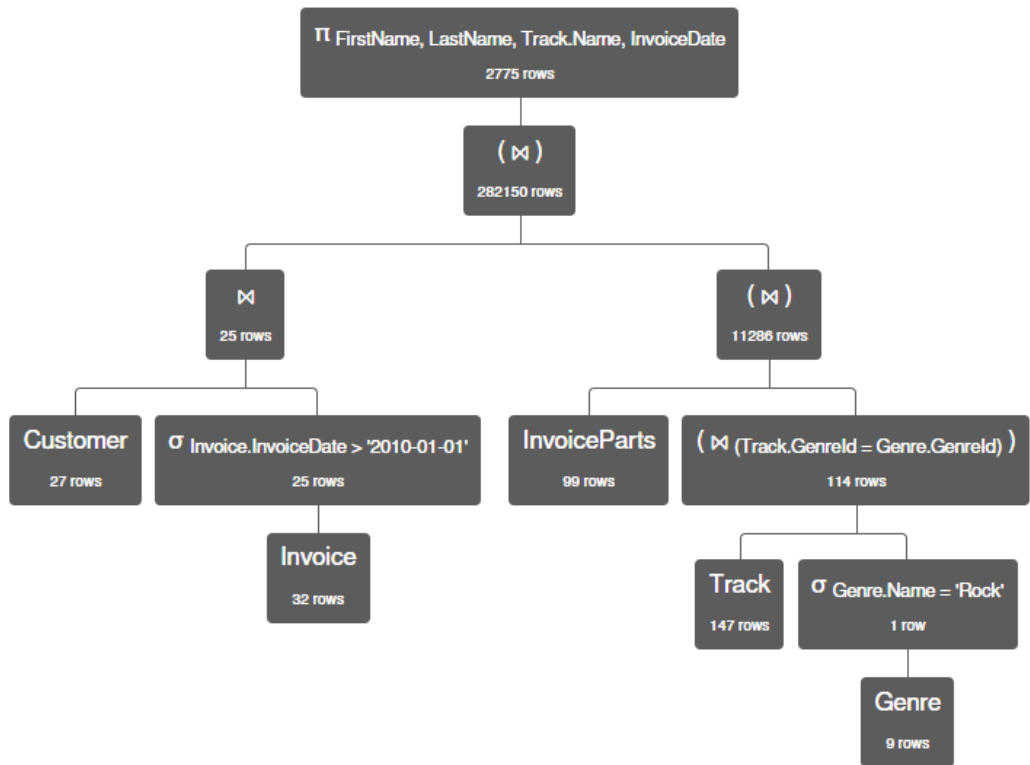 π FirstName, LastName, Track.Name, InvoiceDate
2775 rows
( ⋈ )
282150 rows
⋈
25 rows
( ⋈ )
11286 rows
Customer
27 rows
σ Invoice.InvoiceDate > '2010-01-01'
25 rows
InvoiceParts
99 rows
( ⋈ (Track.GenreId = Genre.GenreId) )
114 rows
Invoice
32 rows
Track
147 rows
σ Genre.Name = 'Rock'
1 row
Genre
9 rows